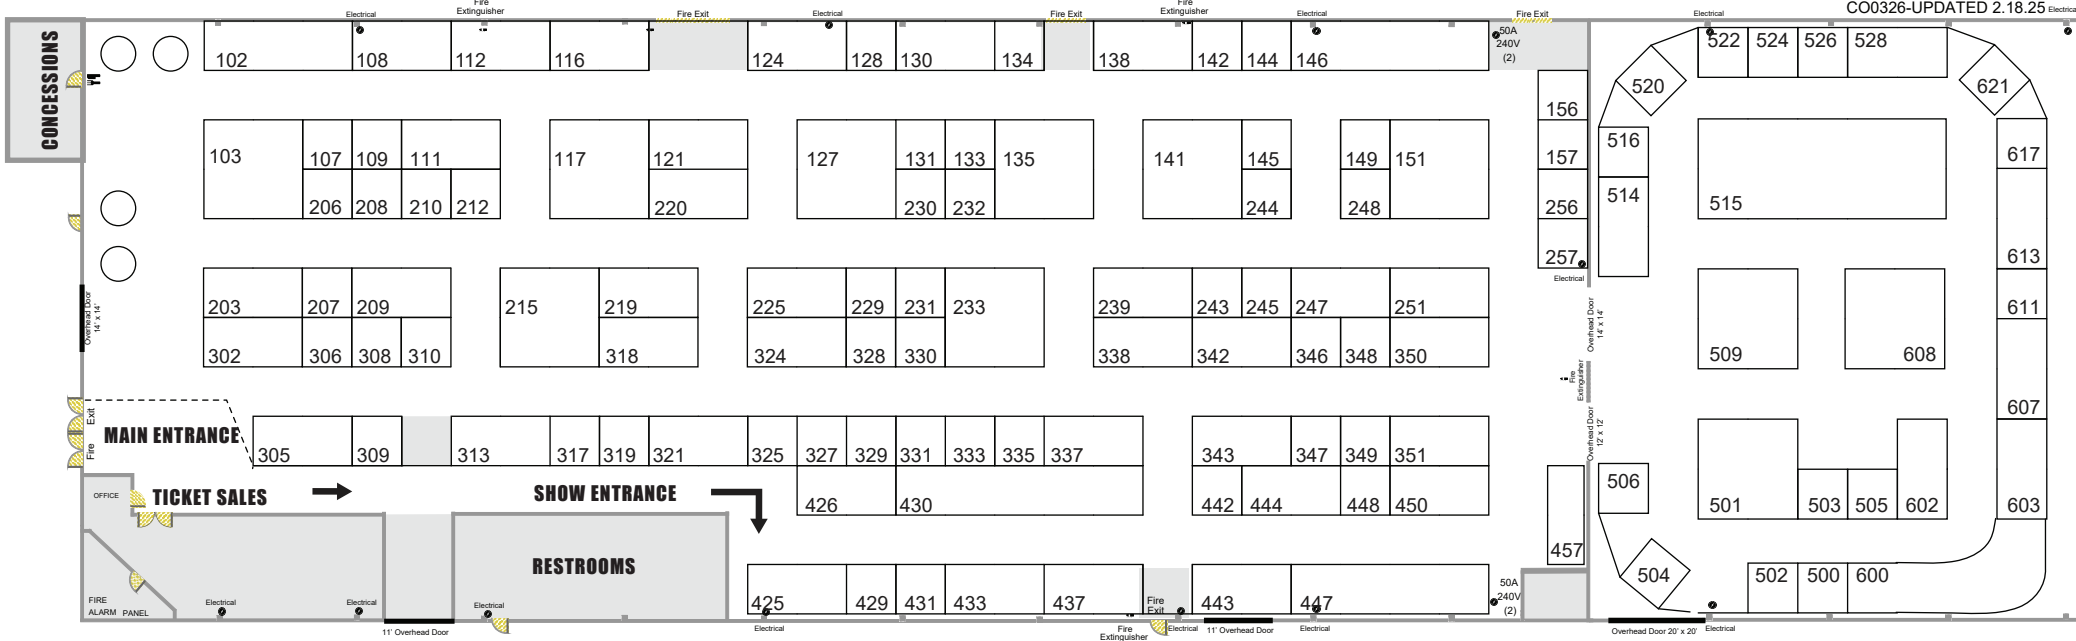 CO0326-UPDATED 2.18.25
Electrical
Fire
Extinguisher
Fire Exit
Electrical
Fire Exit
Fire
Extinguisher
Electrical
Fire Exit
Electrical
Electrical
CONCESSIONS
102
108
112
116
124
128
130
134
138
142
144
146
50A
240V
(2)
522
524
526
528
520
621
156
157
256
257
Electrical
516
514
617
613
611
607
603
103
107
109
111
117
121
127
131
133
135
141
145
149
151
206
208
210
212
220
230
232
244
248
515
203
207
209
215
219
225
229
231
233
239
243
245
247
251
302
306
308
310
318
324
328
330
338
342
346
348
350
509
608
Overhead Door
14' x 14'
Overhead Door
14' x 14'
Fire
Extinguisher
Overhead Door
12' x 12'
Fire Exit
MAIN ENTRANCE
305
309
313
317
319
321
325
327
329
331
333
335
337
343
347
349
351
426
430
442
444
448
450
506
501
503
505
602
OFFICE
TICKET SALES
SHOW ENTRANCE
RESTROOMS
457
504
502
500
600
425
429
431
433
437
443
447
Fire
Exit
50A
240V
(2)
FIRE
ALARM PANEL
Electrical
Electrical
Electrical
11' Overhead Door
Electrical
Fire
Extinguisher
Electrical
11' Overhead Door
Electrical
Overhead Door 20' x 20'
Electrical